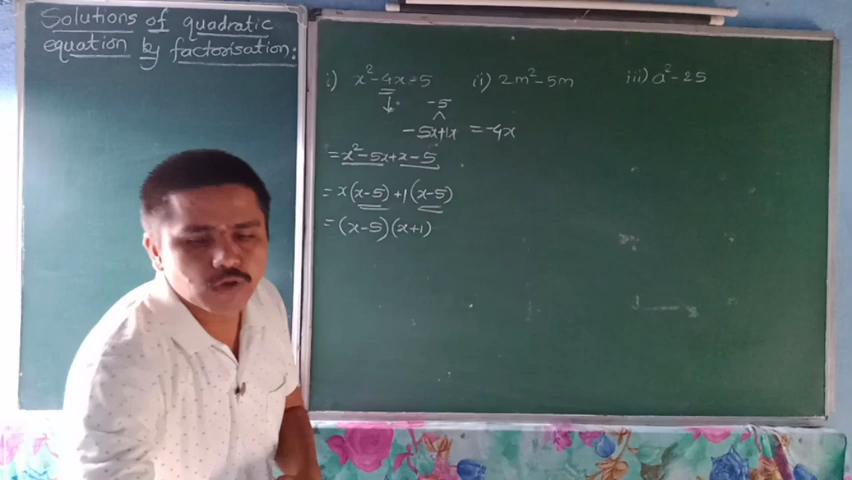 Solutions of quadratic
equation by factorisation:
i) x²-4x=5
ii) 2m²-5m
iii) a²-25
-5
-5x+1x = -4x
= x²-5x+x-5
= x(x-5)+1(x-5)
= (x-5)(x+1)